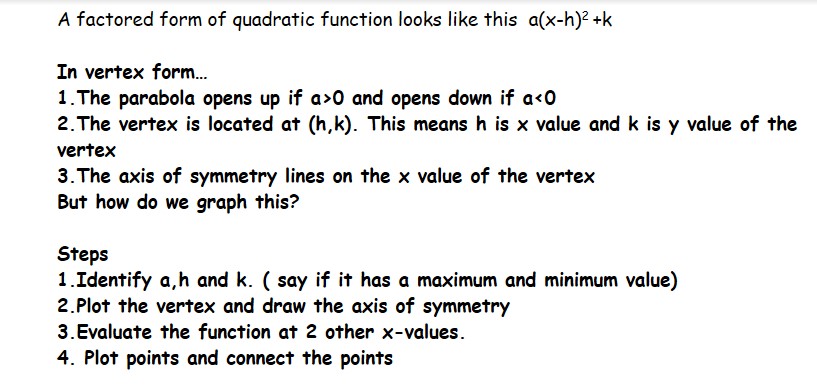 A factored form of quadratic function looks like this a(x-h)² +k
In vertex form...
1.The parabola opens up if a>0 and opens down if a<0
2.The vertex is located at (h,k). This means h is x value and k is y value of the
vertex
3.The axis of symmetry lines on the x value of the vertex
But how do we graph this?
Steps
1.Identify a,h and k. ( say if it has a maximum and minimum value)
2.Plot the vertex and draw the axis of symmetry
3.Evaluate the function at 2 other x-values.
4. Plot points and connect the points